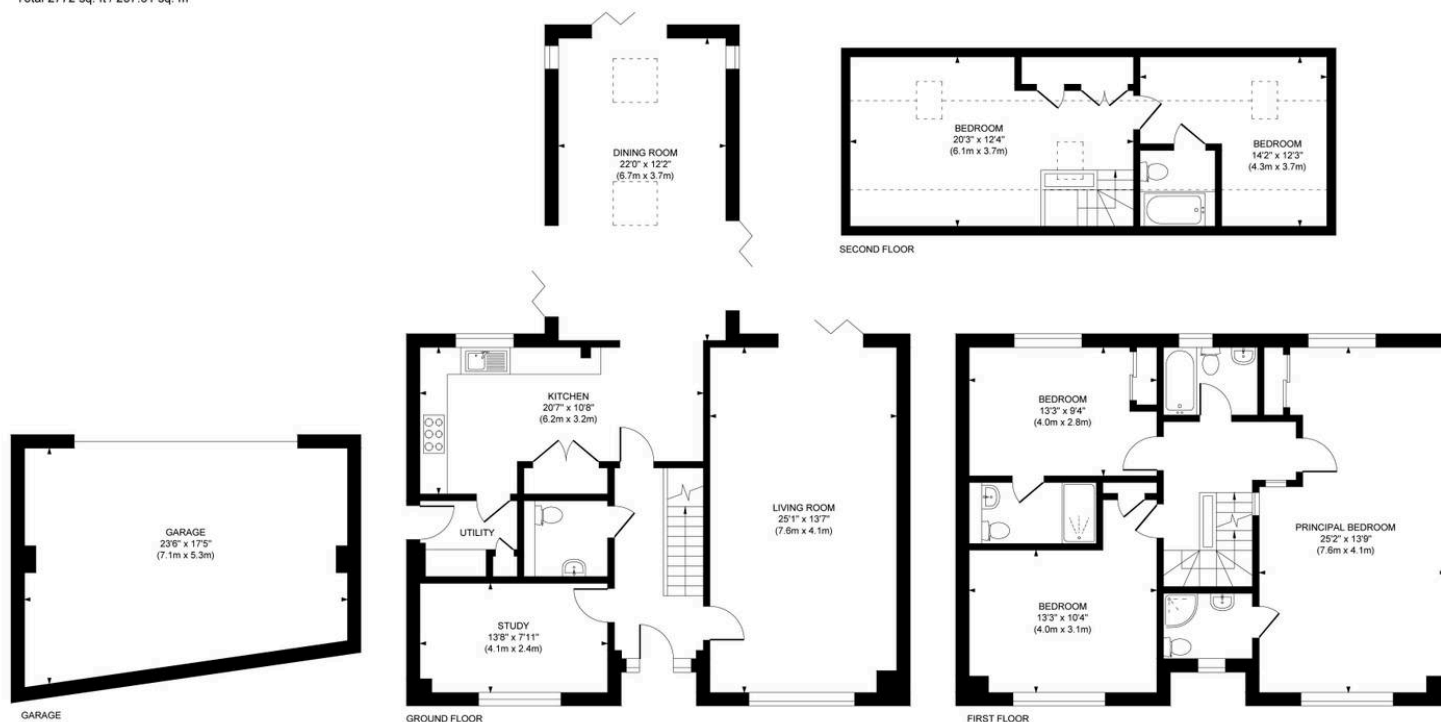 DINING ROOM
22'0" x 12'2"
(6.7m x 3.7m)
BEDROOM
20'3" x 12'4"
(6.1m x 3.7m)
BEDROOM
14'2" x 12'3"
(4.3m x 3.7m)
SECOND FLOOR
KITCHEN
20'7" x 10'8"
(6.2m x 3.2m)
UTILITY
LIVING ROOM
25'1" x 13'7"
(7.6m x 4.1m)
STUDY
13'8" x 7'11"
(4.1m x 2.4m)
GROUND FLOOR
GARAGE
23'6" x 17'5"
(7.1m x 5.3m)
GARAGE
BEDROOM
13'3" x 9'4"
(4.0m x 2.8m)
PRINCIPAL BEDROOM
25'2" x 13'9"
(7.6m x 4.1m)
BEDROOM
13'3" x 10'4"
(4.0m x 3.1m)
FIRST FLOOR